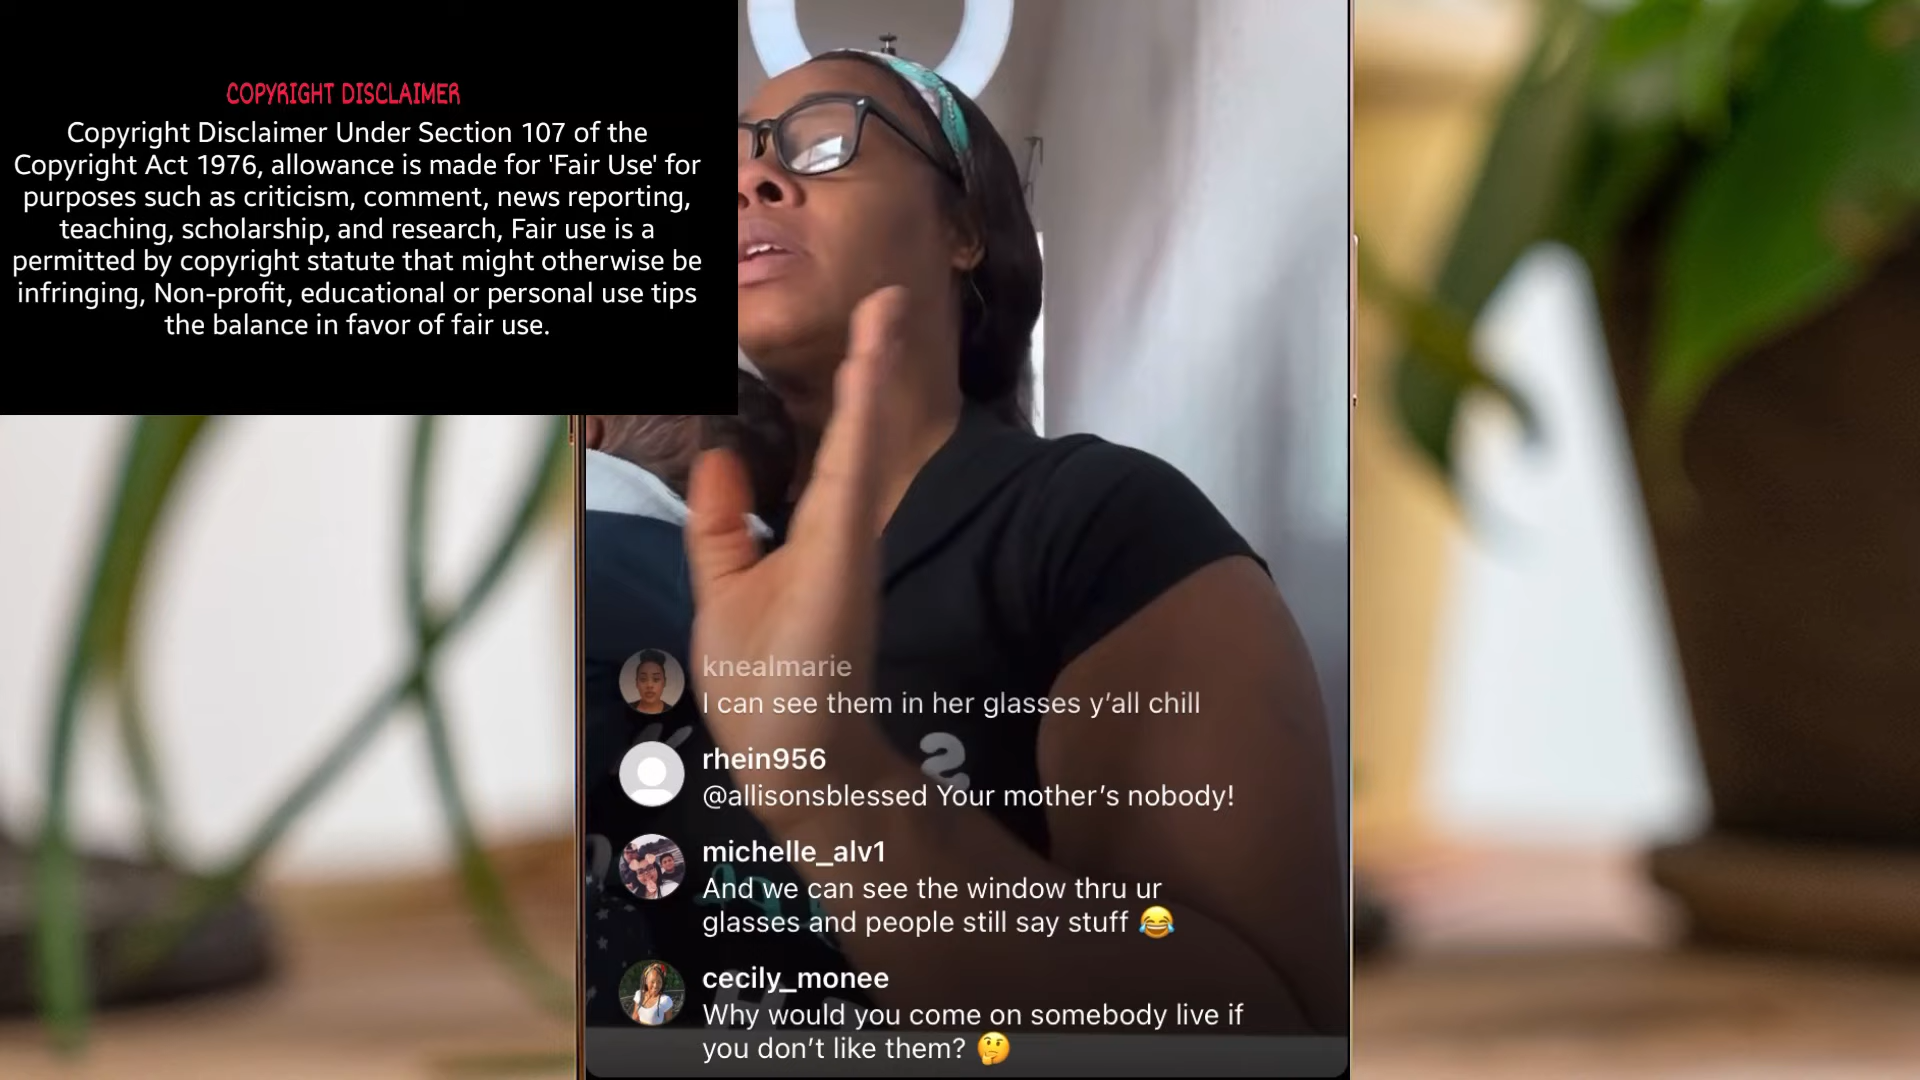 COPYRIGHT DISCLAIMER
Copyright Disclaimer Under Section 107 of the
Copyright Act 1976, allowance is made for 'Fair Use' for
purposes such as criticism, comment, news reporting,
teaching, scholarship, and research, Fair use is a
permitted by copyright statute that might otherwise be
infringing, Non-profit, educational or personal use tips
the balance in favor of fair use.
knealmarie
I can see them in her glasses y’all chill
rhein956
@allisonsblessed Your mother’s nobody!
michelle_alv1
And we can see the window thru ur
glasses and people still say stuff 😂
cecily_monee
Why would you come on somebody live if
you don’t like them? 🤔